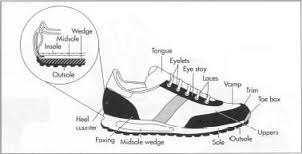 Wedge
Midsole
Insole
Outsole
Tongue
Eyelets
Eye stay
Laces
Vamp
Trim
Toe box
Heel
counter
Foxing
Midsole wedge
Sole
Outsole
Uppers